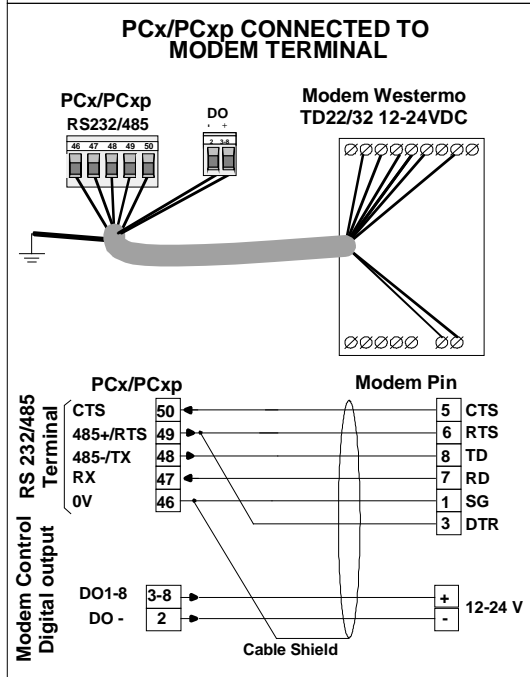 PCx/PCxp CONNECTED TO
MODEM TERMINAL
PCx/PCxp
RS232/485
46 47 48 49 50
DO
- +
2 3-8
Modem Westermo
TD22/32 12-24VDC
PCx/PCxp
Modem Pin
RS 232/485
Terminal
CTS 50 5 CTS
485+/RTS 49 6 RTS
485-/TX 48 8 TD
RX 47 7 RD
0V 46 1 SG
3 DTR
Modem Control
Digital output
DO1-8 3-8 + 12-24 V
DO - 2 -
Cable Shield